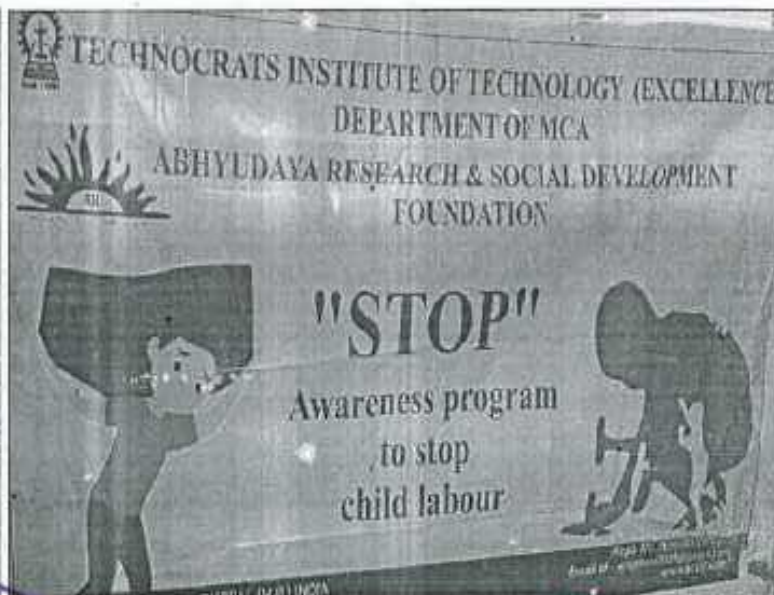 TECHNOCRATS INSTITUTE OF TECHNOLOGY (EXCELLENCE
DEPARTMENT OF MCA
ABHYUDAYA RESEARCH & SOCIAL DEVELOPMENT
FOUNDATION
"STOP"
Awareness program
to stop
child labour
INDIA